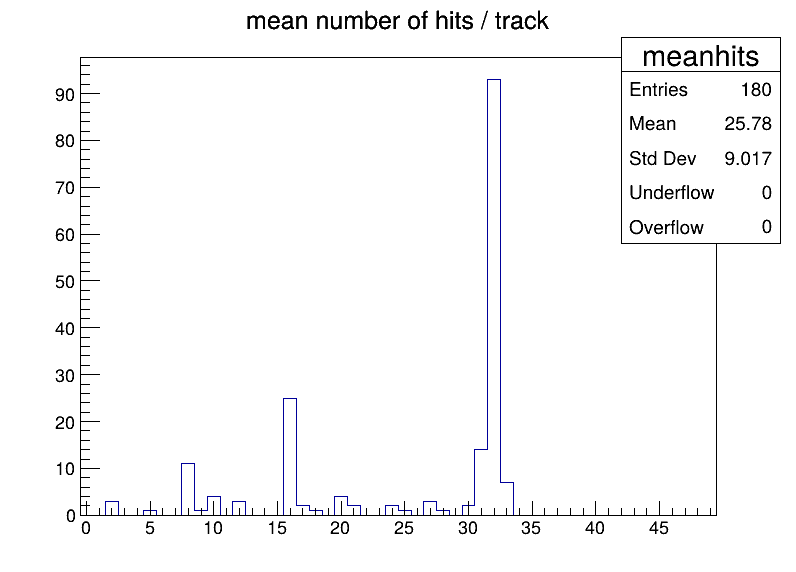 mean number of hits / track
meanhits
Entries 180
Mean 25.78
Std Dev 9.017
Underflow 0
Overflow 0
90
80
70
60
50
40
30
20
10
0
0 5 10 15 20 25 30 35 40 45